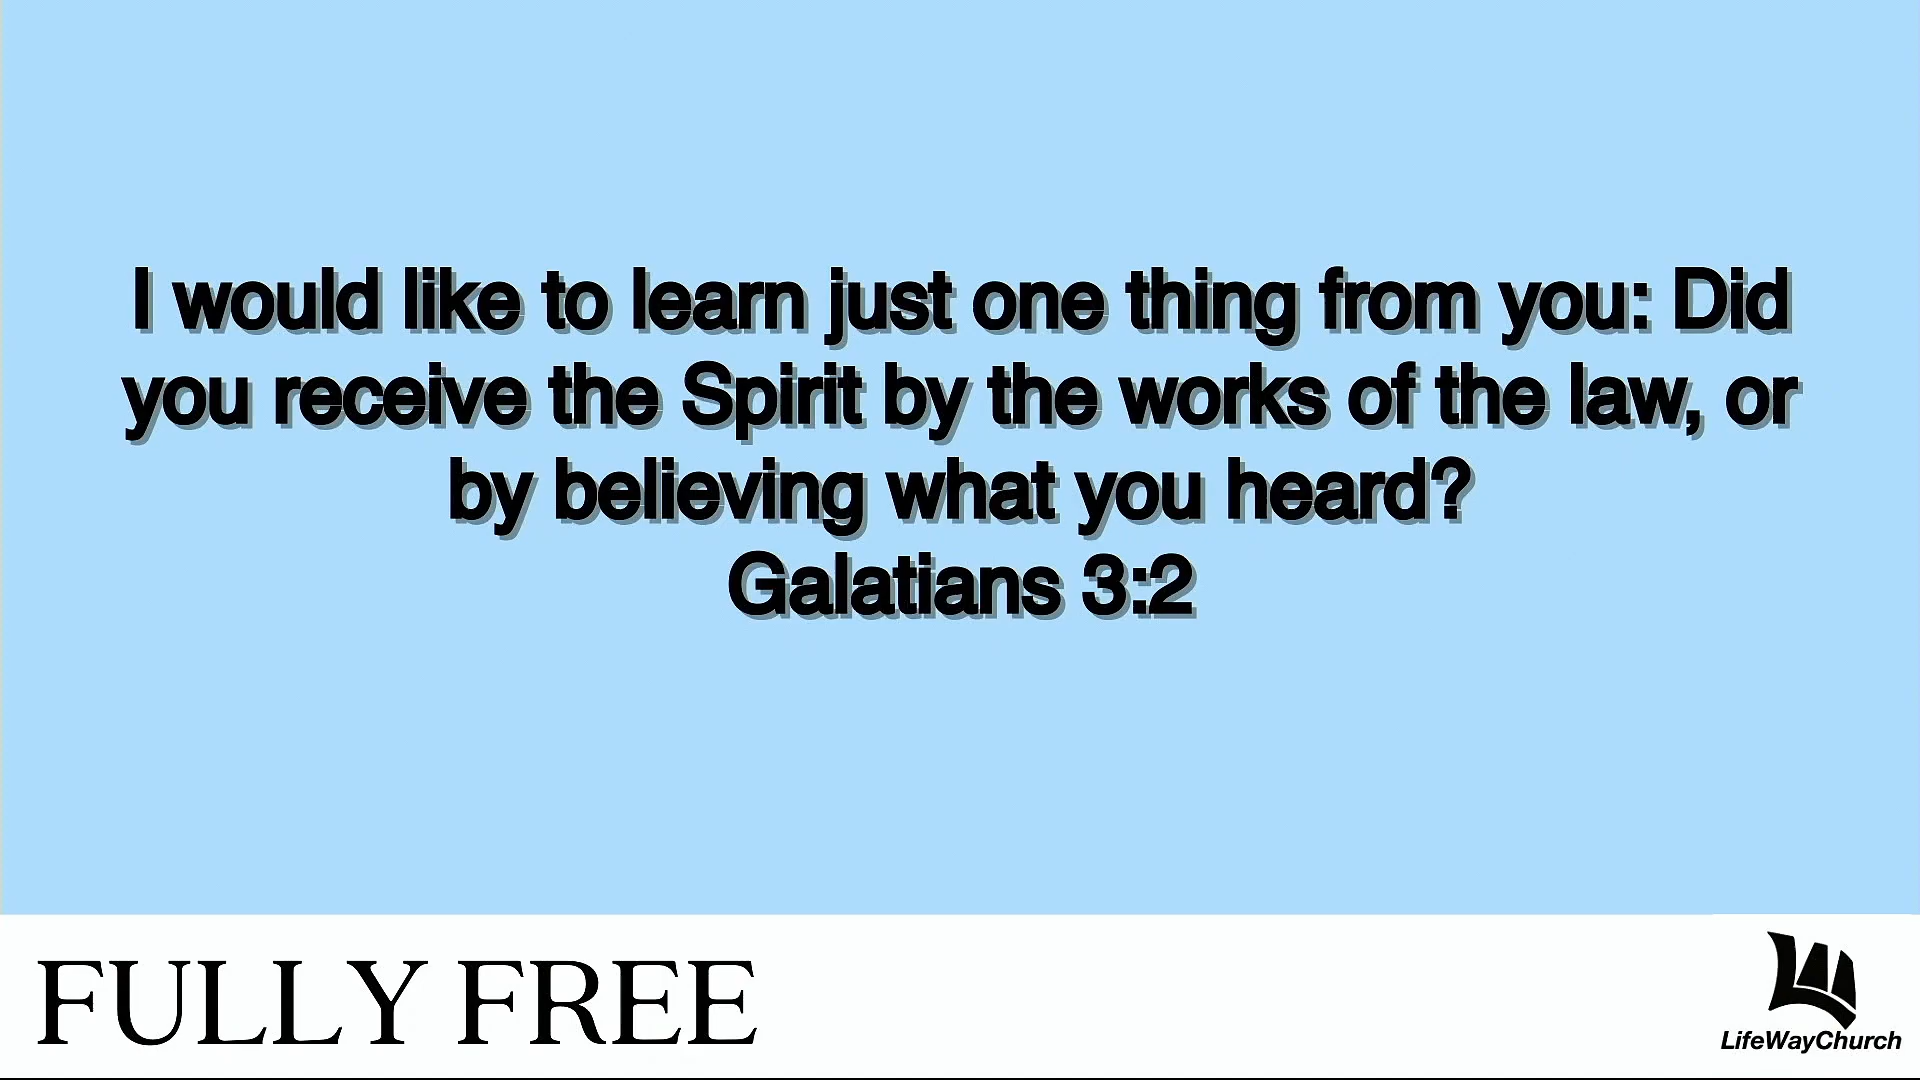 I would like to learn just one thing from you: Did
you receive the Spirit by the works of the law, or
by believing what you heard?
Galatians 3:2
FULLY FREE
LifeWayChurch